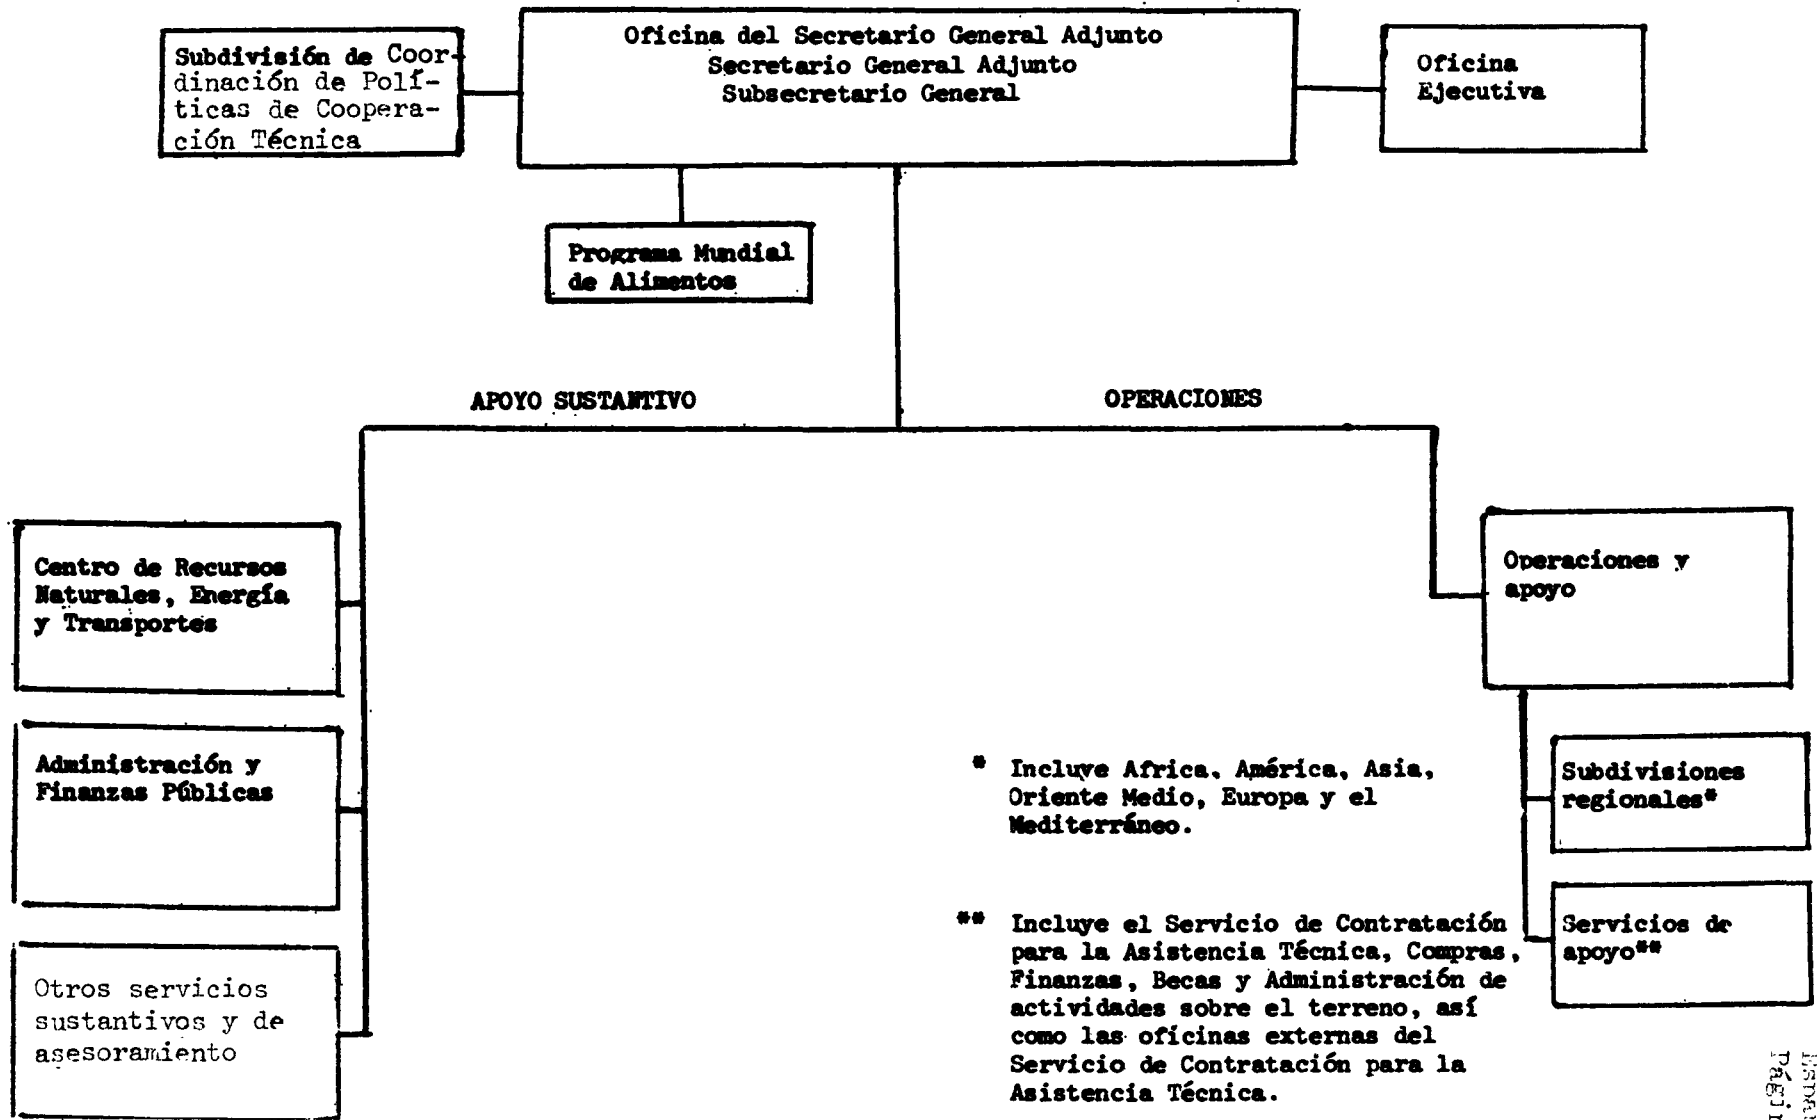 Subdivisión de Coor-
dinación de Polí-
ticas de Coopera-
ción Técnica
Oficina del Secretario General Adjunto
Secretario General Adjunto
Subsecretario General
Oficina
Ejecutiva
Programa Mundial
de Alimentos
APOYO SUSTANTIVO
OPERACIONES
Centro de Recursos
Naturales, Energía
y Transportes
Administración y
Finanzas Públicas
Otros servicios
sustantivos y de
asesoramiento
Operaciones y
apoyo
Subdivisiones
regionales*
Servicios de
apoyo**
* Incluye Africa, América, Asia,
Oriente Medio, Europa y el
Mediterráneo.
** Incluye el Servicio de Contratación
para la Asistencia Técnica, Compras,
Finanzas, Becas y Administración de
actividades sobre el terreno, así
como las oficinas externas del
Servicio de Contratación para la
Asistencia Técnica.